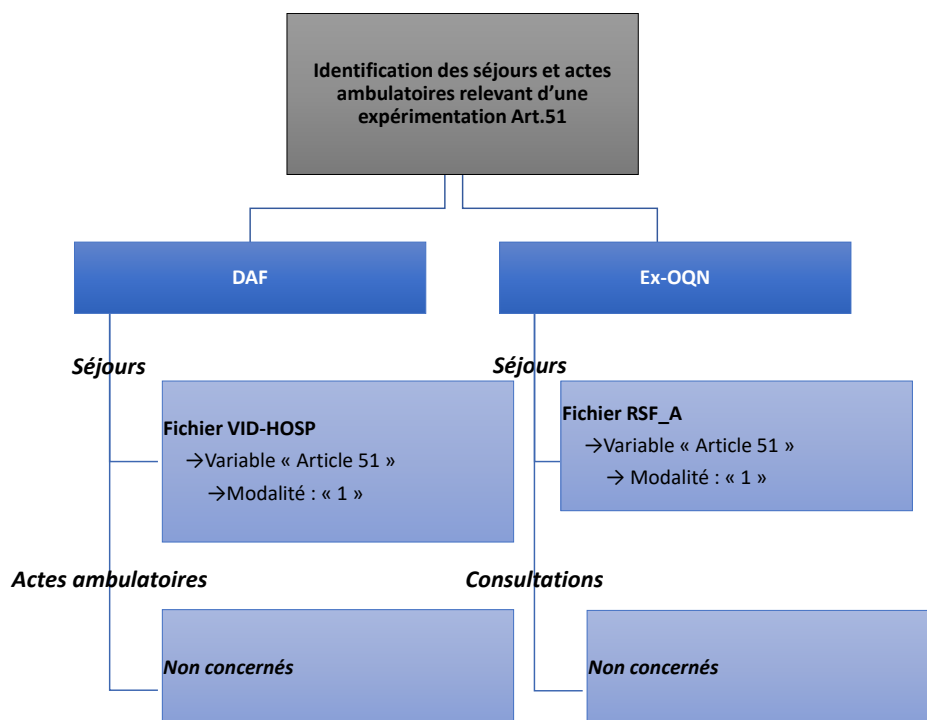 Identification des séjours et actes
ambulatoires relevant d’une
expérimentation Art.51
DAF
Ex-OQN
Séjours
Fichier VID-HOSP
→Variable « Article 51 »
→Modalité : « 1 »
Actes ambulatoires
Non concernés
Séjours
Fichier RSF_A
→Variable « Article 51 »
→ Modalité : « 1 »
Consultations
Non concernés